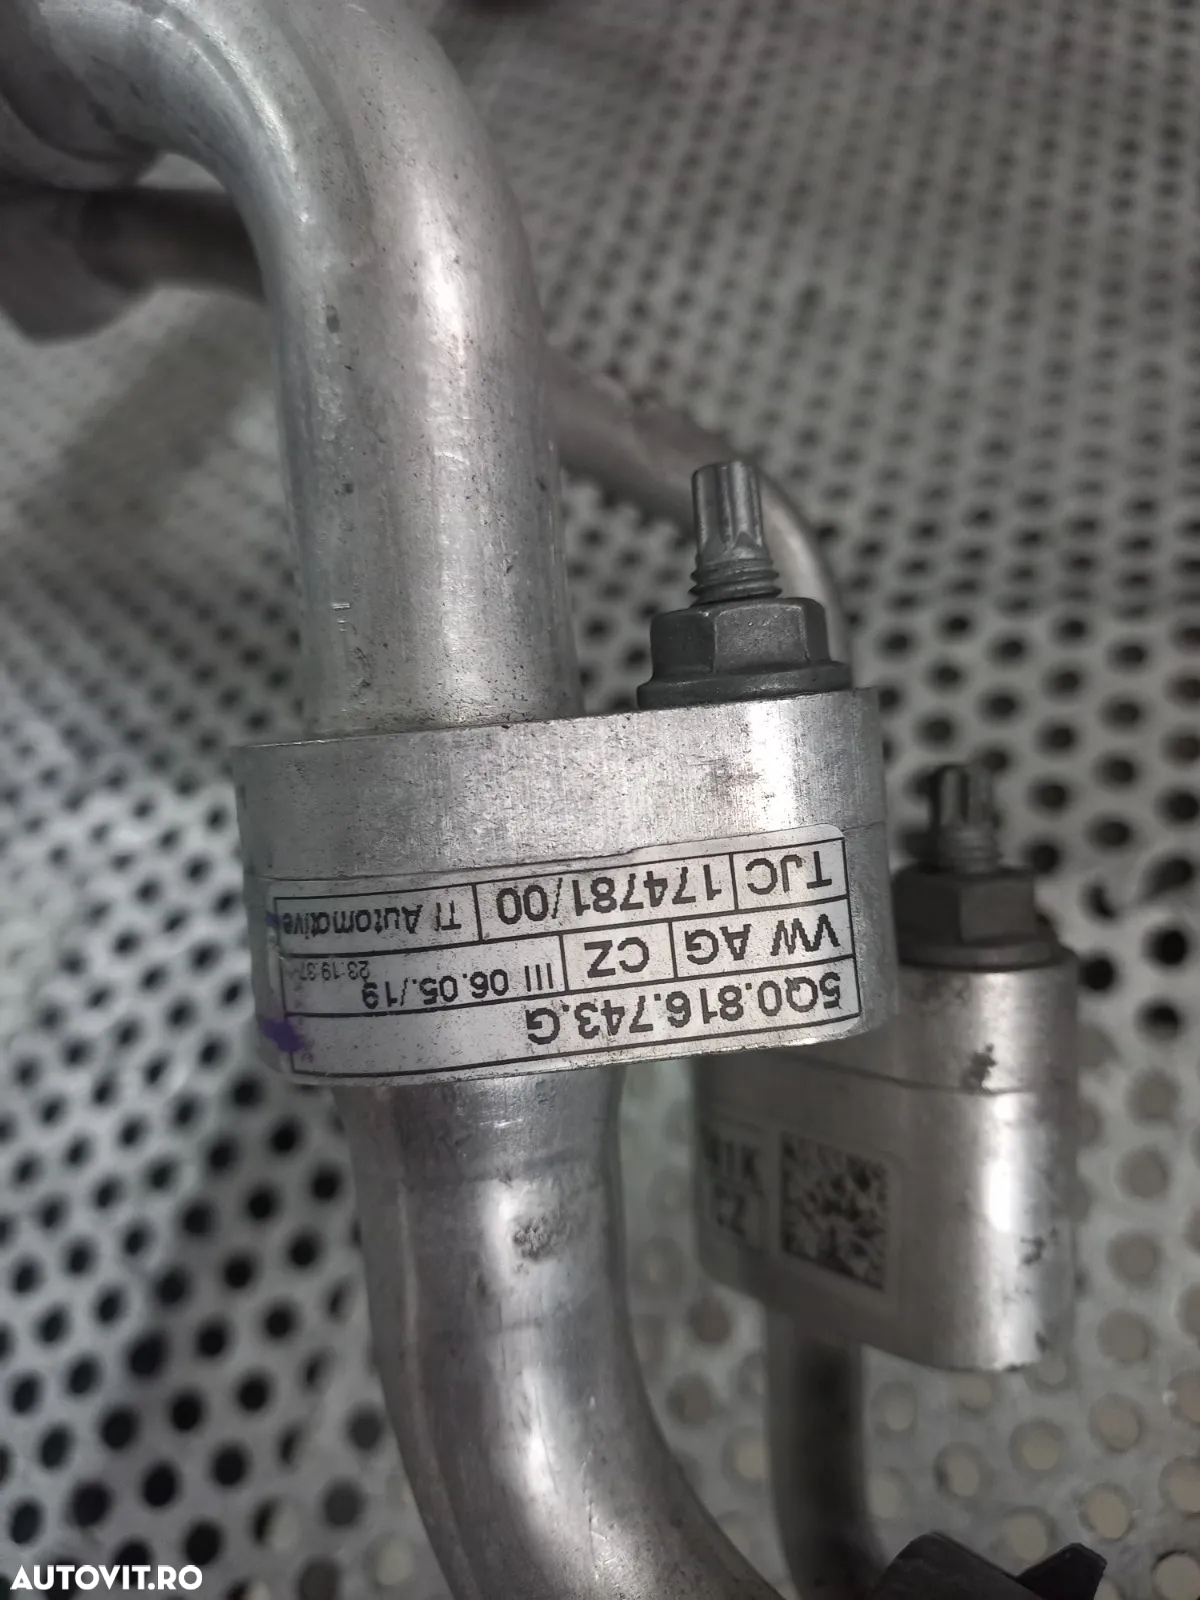 5Q0.816.743.G
VW AG CZ III 06.05./19
23:19:37
TJC 174781/00 TI Automotive
AUTOVIT.RO